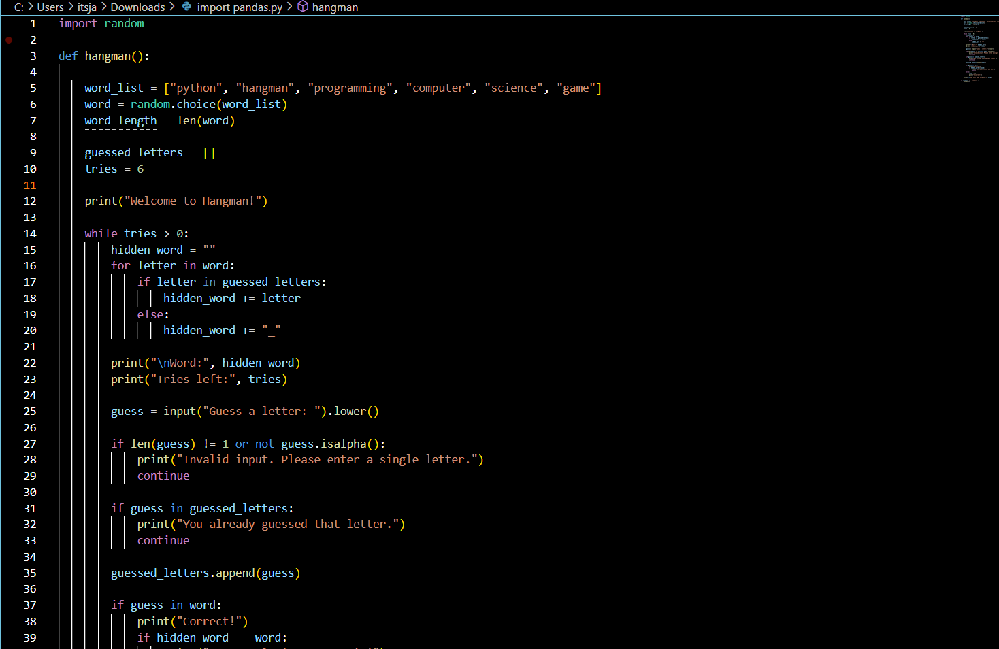 C: > Users > itsja > Downloads > import pandas.py > hangman
1 import random
2
3 def hangman():
4
5 word_list = ["python", "hangman", "programming", "computer", "science", "game"]
6 word = random.choice(word_list)
7 word_length = len(word)
8
9 guessed_letters = []
10 tries = 6
11
12 print("Welcome to Hangman!")
13
14 while tries > 0:
15 hidden_word = ""
16 for letter in word:
17 if letter in guessed_letters:
18 hidden_word += letter
19 else:
20 hidden_word += "_"
21
22 print("\nWord:", hidden_word)
23 print("Tries left:", tries)
24
25 guess = input("Guess a letter: ").lower()
26
27 if len(guess) != 1 or not guess.isalpha():
28 print("Invalid input. Please enter a single letter.")
29 continue
30
31 if guess in guessed_letters:
32 print("You already guessed that letter.")
33 continue
34
35 guessed_letters.append(guess)
36
37 if guess in word:
38 print("Correct!")
39 if hidden_word == word: